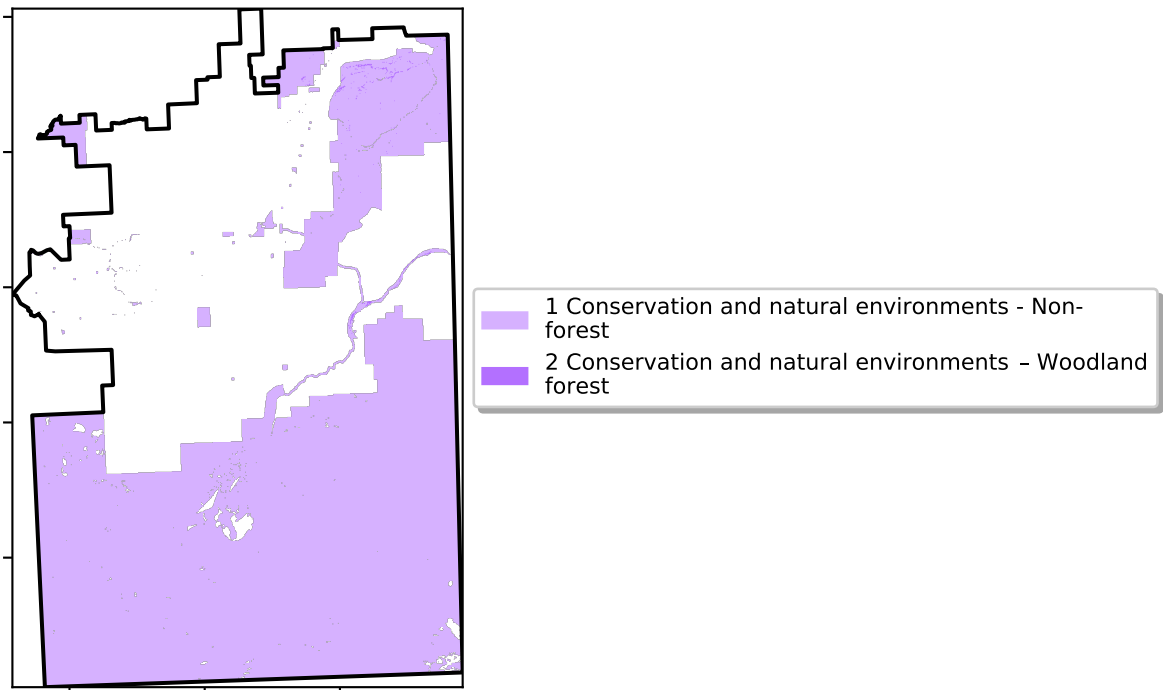 1 Conservation and natural environments - Non-
forest
2 Conservation and natural environments – Woodland
forest